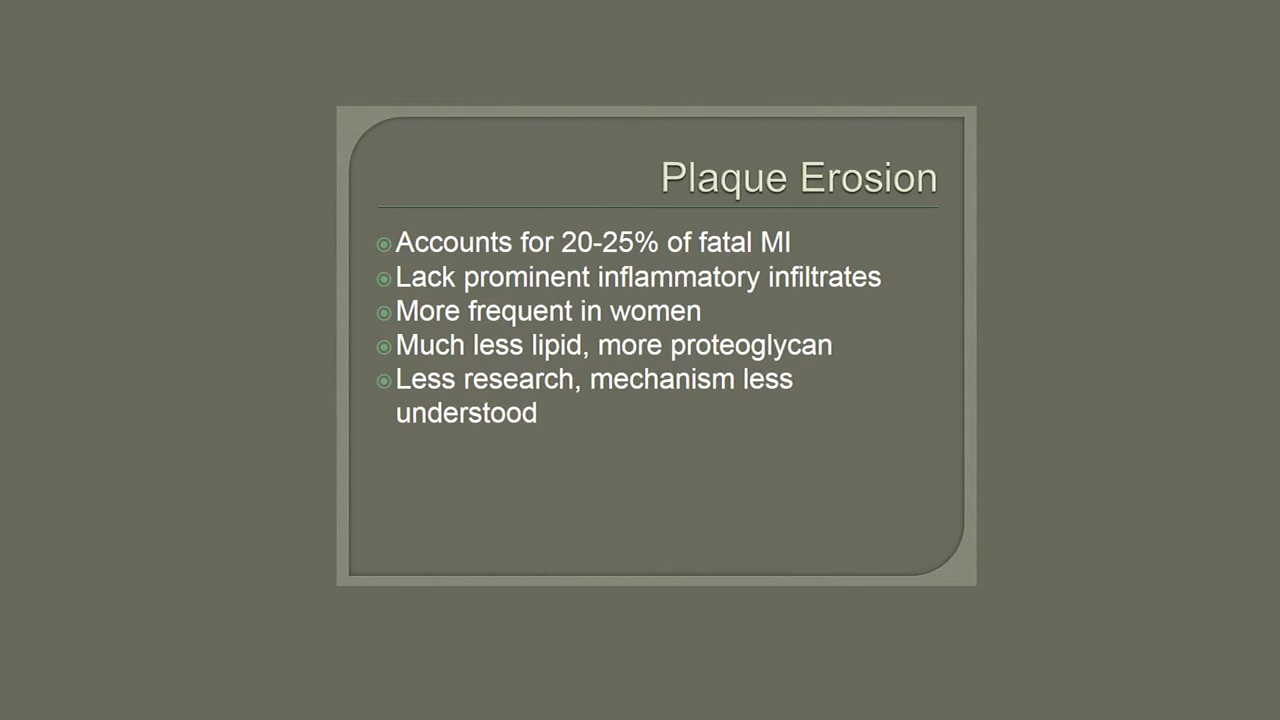 Plaque Erosion
Accounts for 20-25% of fatal MI
Lack prominent inflammatory infiltrates
More frequent in women
Much less lipid, more proteoglycan
Less research, mechanism less
understood